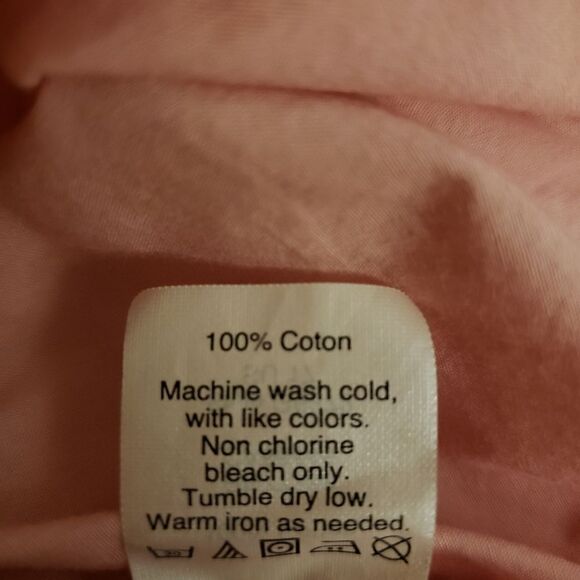 100% Coton
Machine wash cold,
with like colors.
Non chlorine
bleach only.
Tumble dry low.
Warm iron as needed.